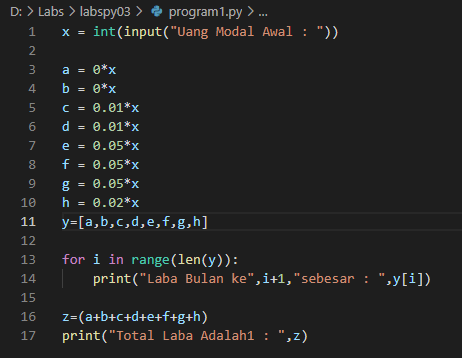 D: > Labs > labspy03 > program1.py > ...
1 x = int(input("Uang Modal Awal : "))
2
3 a = 0*x
4 b = 0*x
5 c = 0.01*x
6 d = 0.01*x
7 e = 0.05*x
8 f = 0.05*x
9 g = 0.05*x
10 h = 0.02*x
11 y=[a,b,c,d,e,f,g,h]
12
13 for i in range(len(y)):
14     print("Laba Bulan ke",i+1,"sebesar : ",y[i])
15
16 z=(a+b+c+d+e+f+g+h)
17 print("Total Laba Adalah1 : ",z)